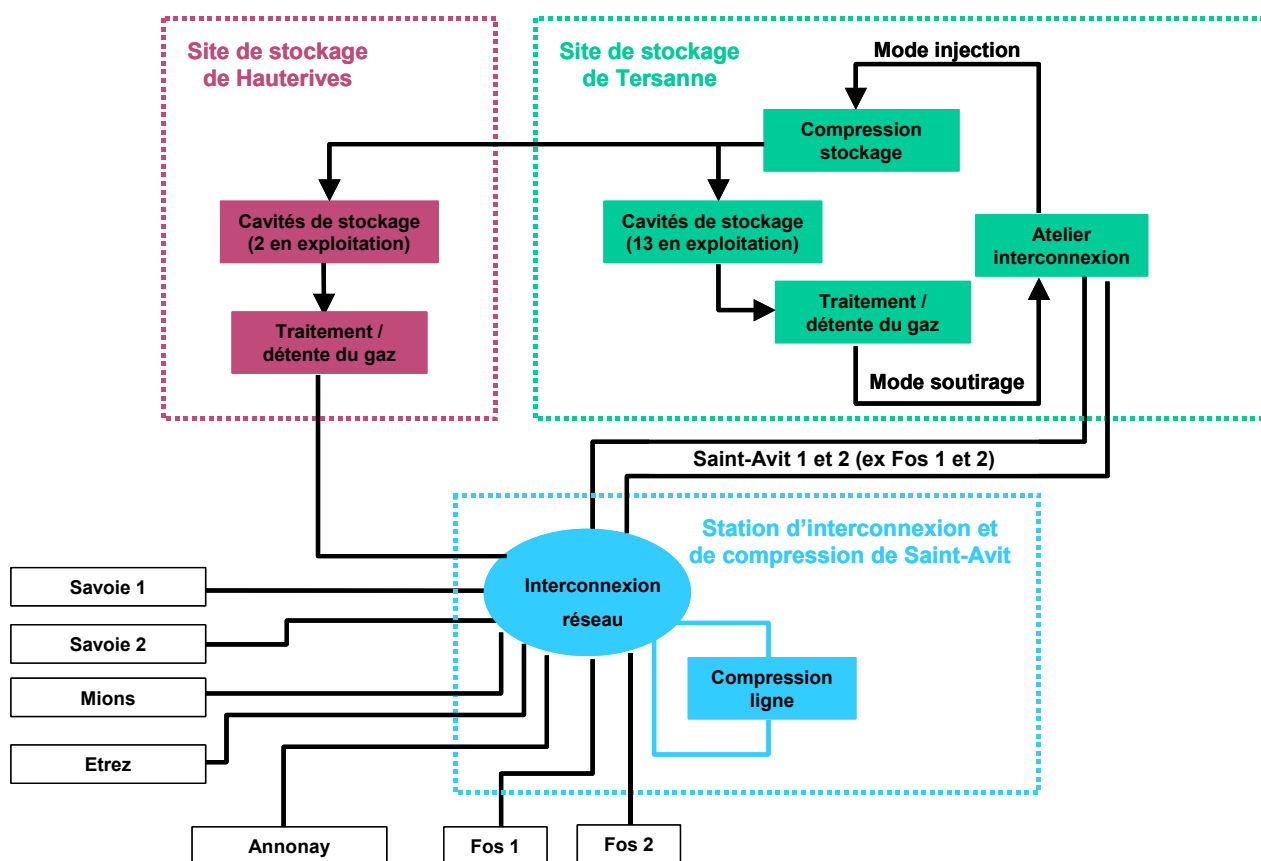 Site de stockage
de Hauterives
Site de stockage
de Tersanne
Mode injection
Compression
stockage
Cavités de stockage
(2 en exploitation)
Cavités de stockage
(13 en exploitation)
Atelier
interconnexion
Traitement /
détente du gaz
Traitement /
détente du gaz
Mode soutirage
Saint-Avit 1 et 2 (ex Fos 1 et 2)
Station d’interconnexion et
de compression de Saint-Avit
Interconnexion
réseau
Savoie 1
Savoie 2
Mions
Etrez
Compression
ligne
Annonay
Fos 1
Fos 2